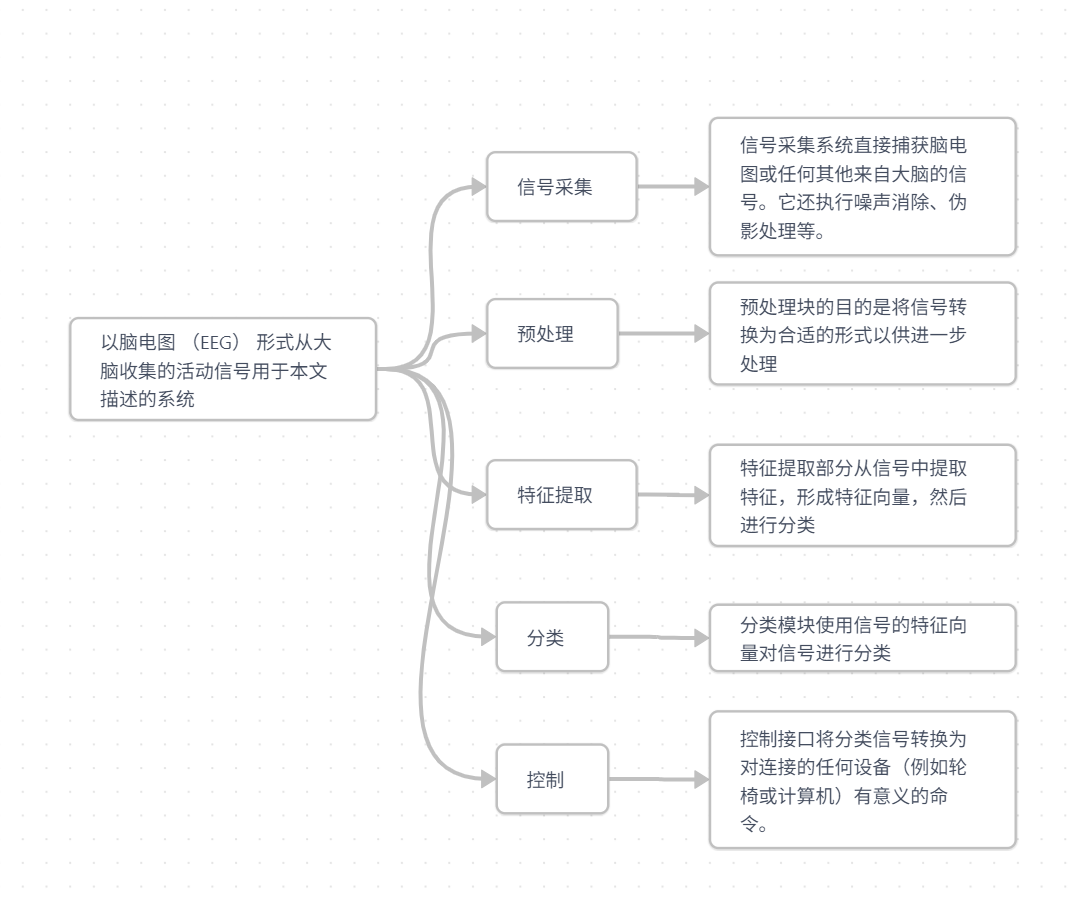 以脑电图 （EEG） 形式从大
脑收集的活动信号用于本文
描述的系统
信号采集
信号采集系统直接捕获脑电
图或任何其他来自大脑的信
号。它还执行噪声消除、伪
影处理等。
预处理
预处理块的目的是将信号转
换为合适的形式以供进一步
处理
特征提取
特征提取部分从信号中提取
特征，形成特征向量，然后
进行分类
分类
分类模块使用信号的特征向
量对信号进行分类
控制
控制接口将分类信号转换为
对连接的任何设备（例如轮
椅或计算机）有意义的命
令。